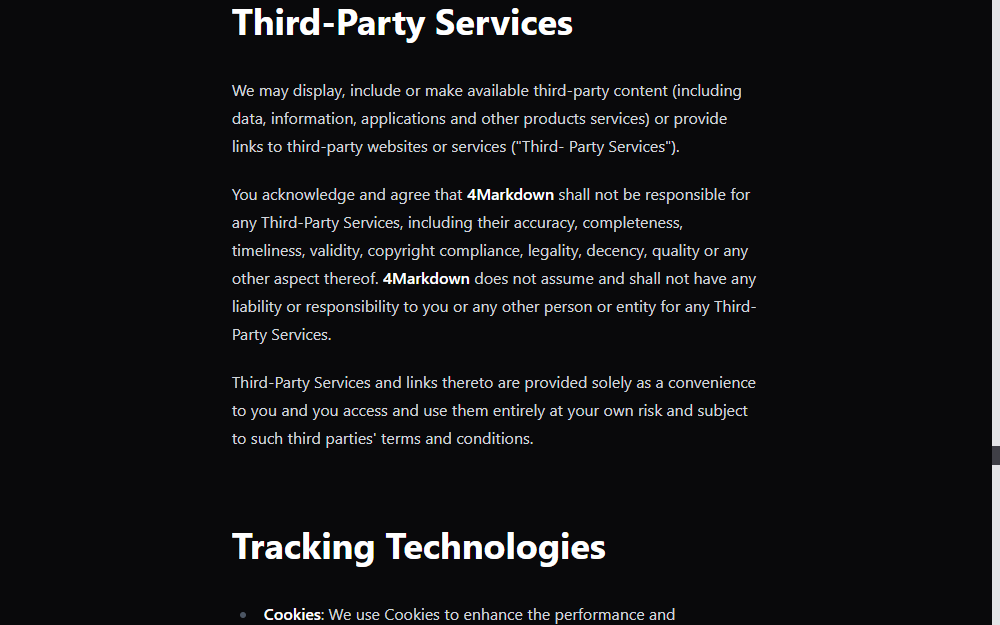 Third-Party Services
We may display, include or make available third-party content (including
data, information, applications and other products services) or provide
links to third-party websites or services ("Third- Party Services").
You acknowledge and agree that 4Markdown shall not be responsible for
any Third-Party Services, including their accuracy, completeness,
timeliness, validity, copyright compliance, legality, decency, quality or any
other aspect thereof. 4Markdown does not assume and shall not have any
liability or responsibility to you or any other person or entity for any Third-
Party Services.
Third-Party Services and links thereto are provided solely as a convenience
to you and you access and use them entirely at your own risk and subject
to such third parties' terms and conditions.
Tracking Technologies
• Cookies: We use Cookies to enhance the performance and